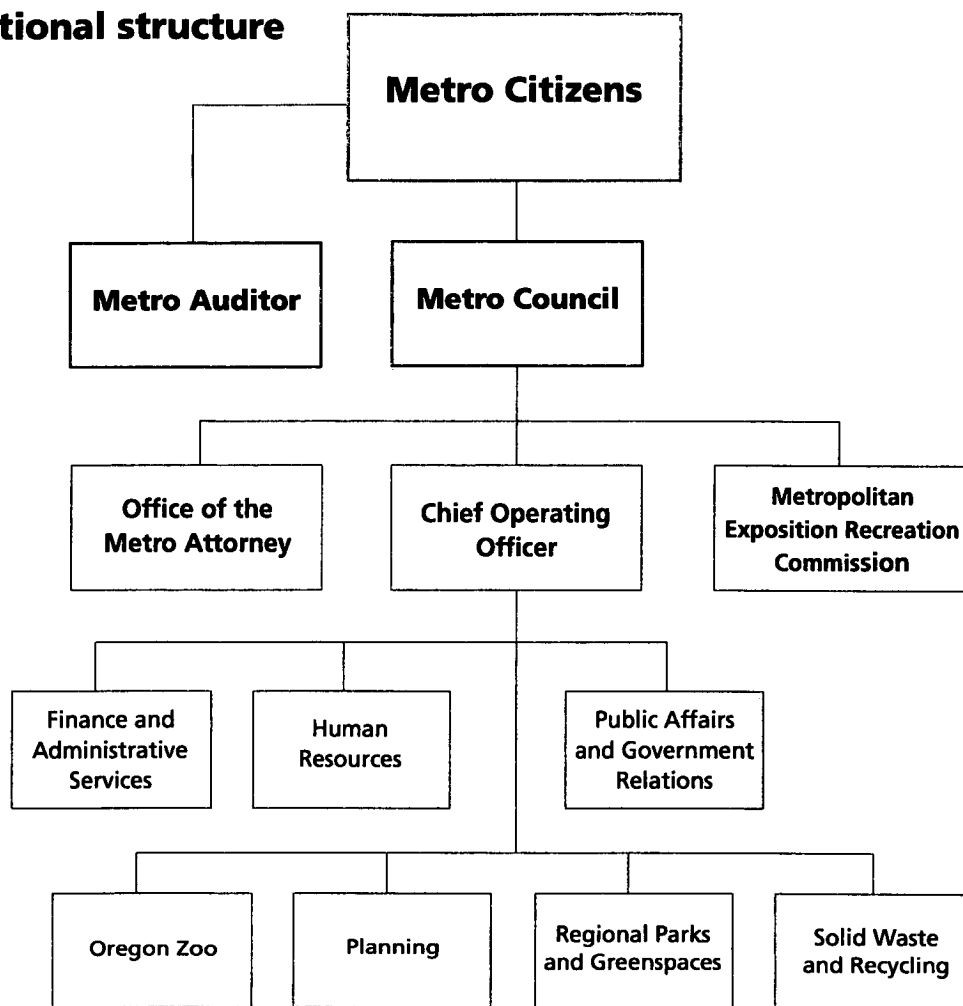 tional structure
Metro Citizens
Metro Auditor
Metro Council
Office of the
Metro Attorney
Chief Operating
Officer
Metropolitan
Exposition Recreation
Commission
Finance and
Administrative
Services
Human
Resources
Public Affairs
and Government
Relations
Oregon Zoo
Planning
Regional Parks
and Greenspaces
Solid Waste
and Recycling